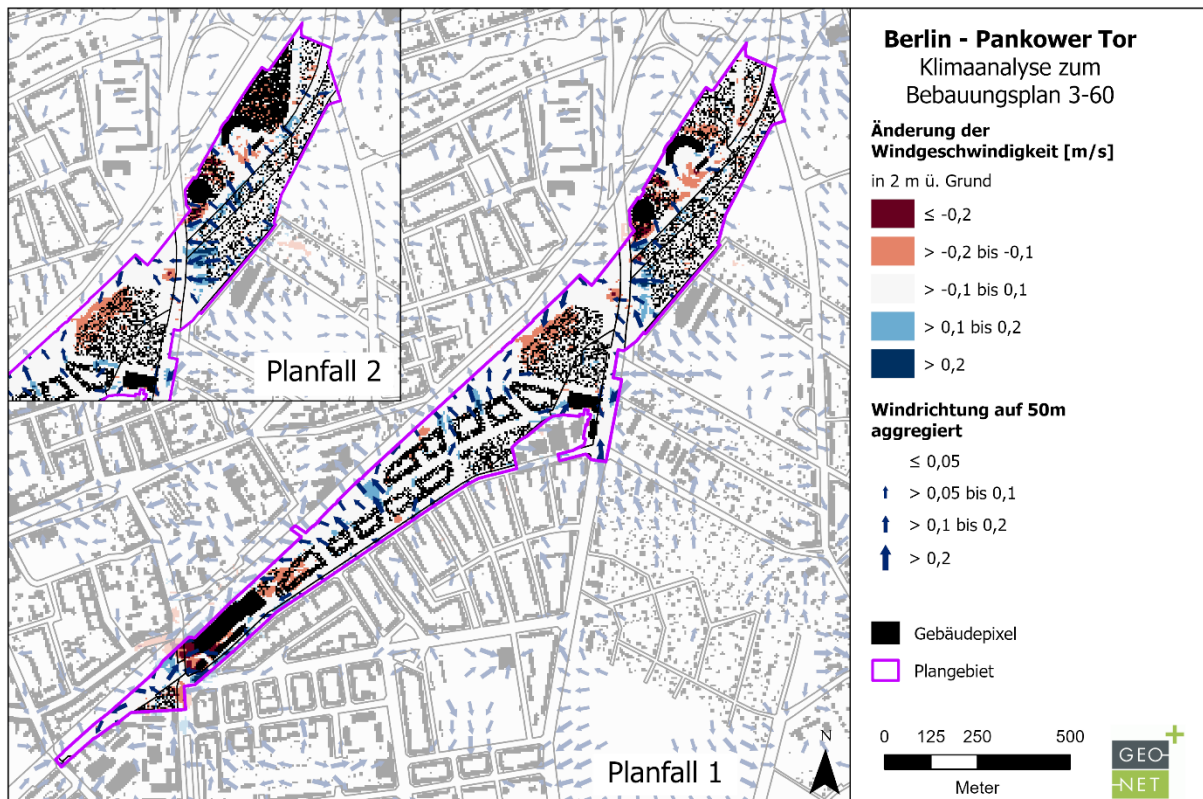 Berlin - Pankower Tor
Klimaanalyse zum
Bebauungsplan 3-60
Änderung der
Windgeschwindigkeit [m/s]
in 2 m ü. Grund
≤ -0,2
> -0,2 bis -0,1
> -0,1 bis 0,1
> 0,1 bis 0,2
> 0,2
Windrichtung auf 50m
aggregiert
≤ 0,05
> 0,05 bis 0,1
> 0,1 bis 0,2
> 0,2
Gebäudepixel
Plangebiet
0 125 250 500
Meter
GEO
NET
Planfall 2
Planfall 1
N